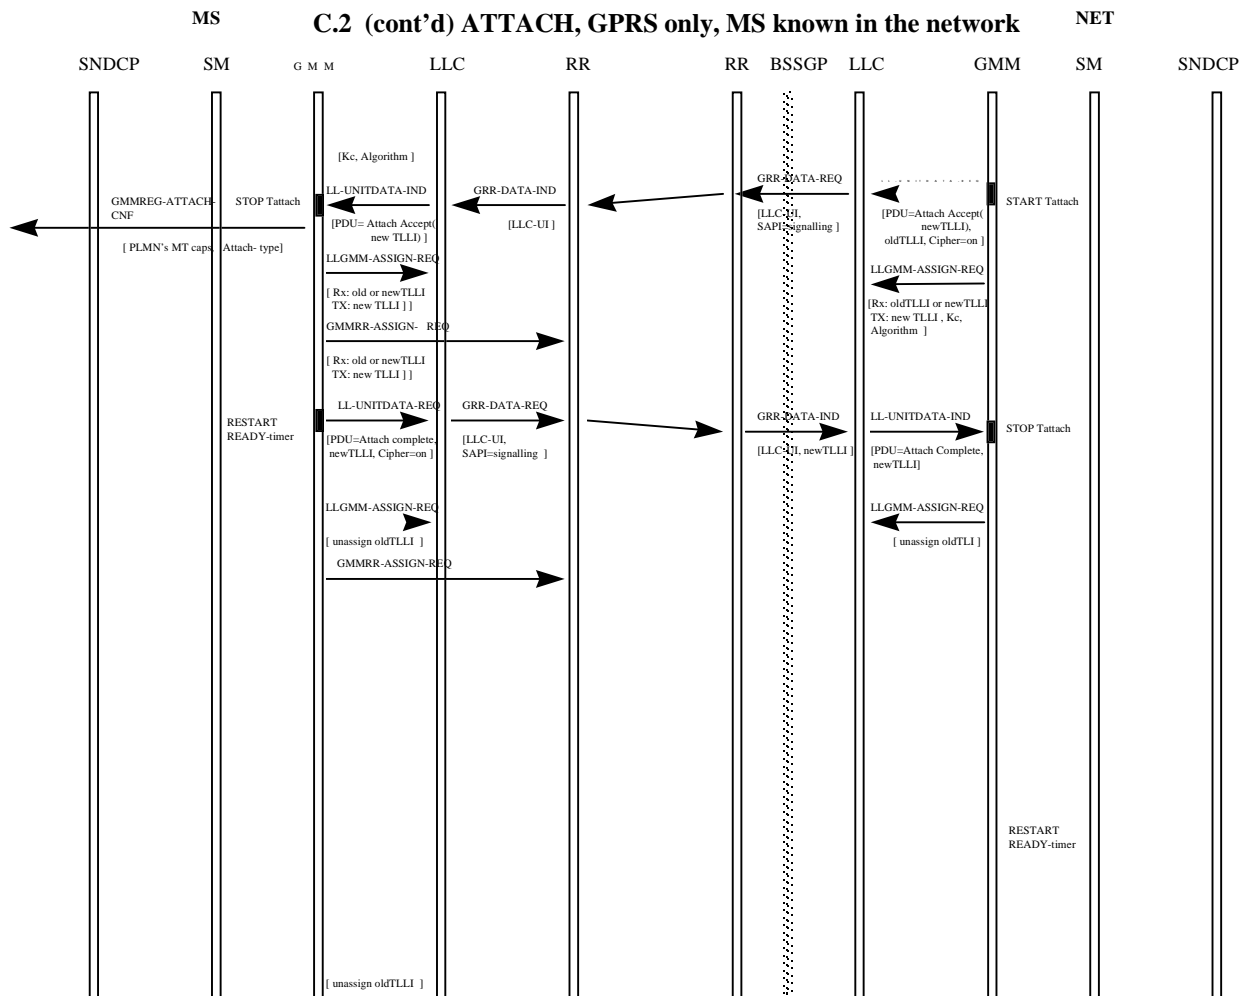 MS
C.2 (cont’d) ATTACH, GPRS only, MS known in the network
NET
SNDCP
SM
G M M
LLC
RR
RR
BSSGP
LLC
GMM
SM
SNDCP
[Kc, Algorithm ]
LL-UNITDATA-IND
GRR-DATA-IND
GRR-DATA-REQ
GMMREG-ATTACH-
CNF
STOP Tattach
START Tattach
[PDU= Attach Accept(
new TLLI) ]
[LLC-UI ]
[LLC-UI,
SAPI=signalling ]
[PDU=Attach Accept(
newTLLI),
oldTLLI, Cipher=on ]
[ PLMN's MT caps, Attach- type]
LLGMM-ASSIGN-REQ
LLGMM-ASSIGN-REQ
[ Rx: old or newTLLI
TX: new TLLI ] ]
[Rx: oldTLLI or newTLLI
TX: new TLLI , Kc,
Algorithm ]
GMMRR-ASSIGN- REQ
[ Rx: old or newTLLI
TX: new TLLI ] ]
RESTART
READY-timer
LL-UNITDATA-REQ
GRR-DATA-REQ
GRR-DATA-IND
LL-UNITDATA-IND
STOP Tattach
[PDU=Attach complete,
newTLLI, Cipher=on ]
[LLC-UI,
SAPI=signalling ]
[LLC-UI, newTLLI ]
[PDU=Attach Complete,
newTLLI]
LLGMM-ASSIGN-REQ
LLGMM-ASSIGN-REQ
[ unassign oldTLLI ]
[ unassign oldTLI ]
GMMRR-ASSIGN-REQ
RESTART
READY-timer
[ unassign oldTLLI ]